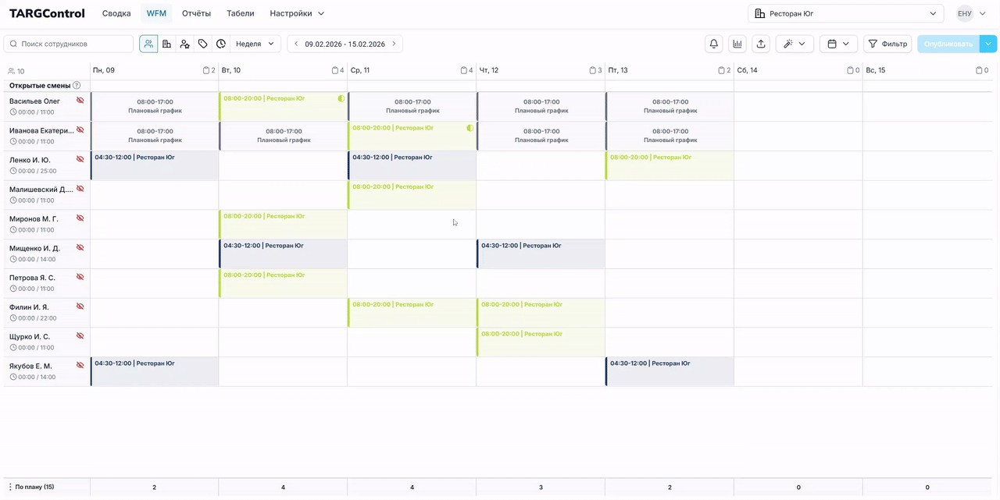 TARGControl Сводка WFM Отчёты Табели Настройки Ресторан Юг ЕНУ
Поиск сотрудников Неделя 09.02.2026 - 15.02.2026 Фильтр Опубликовать
10 Пн, 09 2 Вт, 10 4 Ср, 11 4 Чт, 12 3 Пт, 13 2 Сб, 14 0 Вс, 15 0
Открытые смены ?
Васильев Олег 08:00-17:00 08:00-20:00 | Ресторан Юг 08:00-17:00 08:00-17:00 08:00-17:00
00:00 / 11:00 Плановый график Плановый график Плановый график Плановый график
Иванова Екатери... 08:00-17:00 08:00-17:00 08:00-20:00 | Ресторан Юг 08:00-17:00 08:00-17:00
00:00 / 11:00 Плановый график Плановый график Плановый график Плановый график
Ленко И. Ю. 04:30-12:00 | Ресторан Юг 04:30-12:00 | Ресторан Юг 08:00-20:00 | Ресторан Юг
00:00 / 25:00
Малишевский Д.... 08:00-20:00 | Ресторан Юг
00:00 / 11:00
Миронов М. Г. 08:00-20:00 | Ресторан Юг
00:00 / 11:00
Мищенко И. Д. 04:30-12:00 | Ресторан Юг 04:30-12:00 | Ресторан Юг
00:00 / 14:00
Петрова Я. С. 08:00-20:00 | Ресторан Юг
00:00 / 11:00
Филин И. Я. 08:00-20:00 | Ресторан Юг 08:00-20:00 | Ресторан Юг
00:00 / 22:00
Щурко И. С. 08:00-20:00 | Ресторан Юг
00:00 / 11:00
Якубов Е. М. 04:30-12:00 | Ресторан Юг 04:30-12:00 | Ресторан Юг
00:00 / 14:00
По плану (15) 2 4 4 3 2 0 0